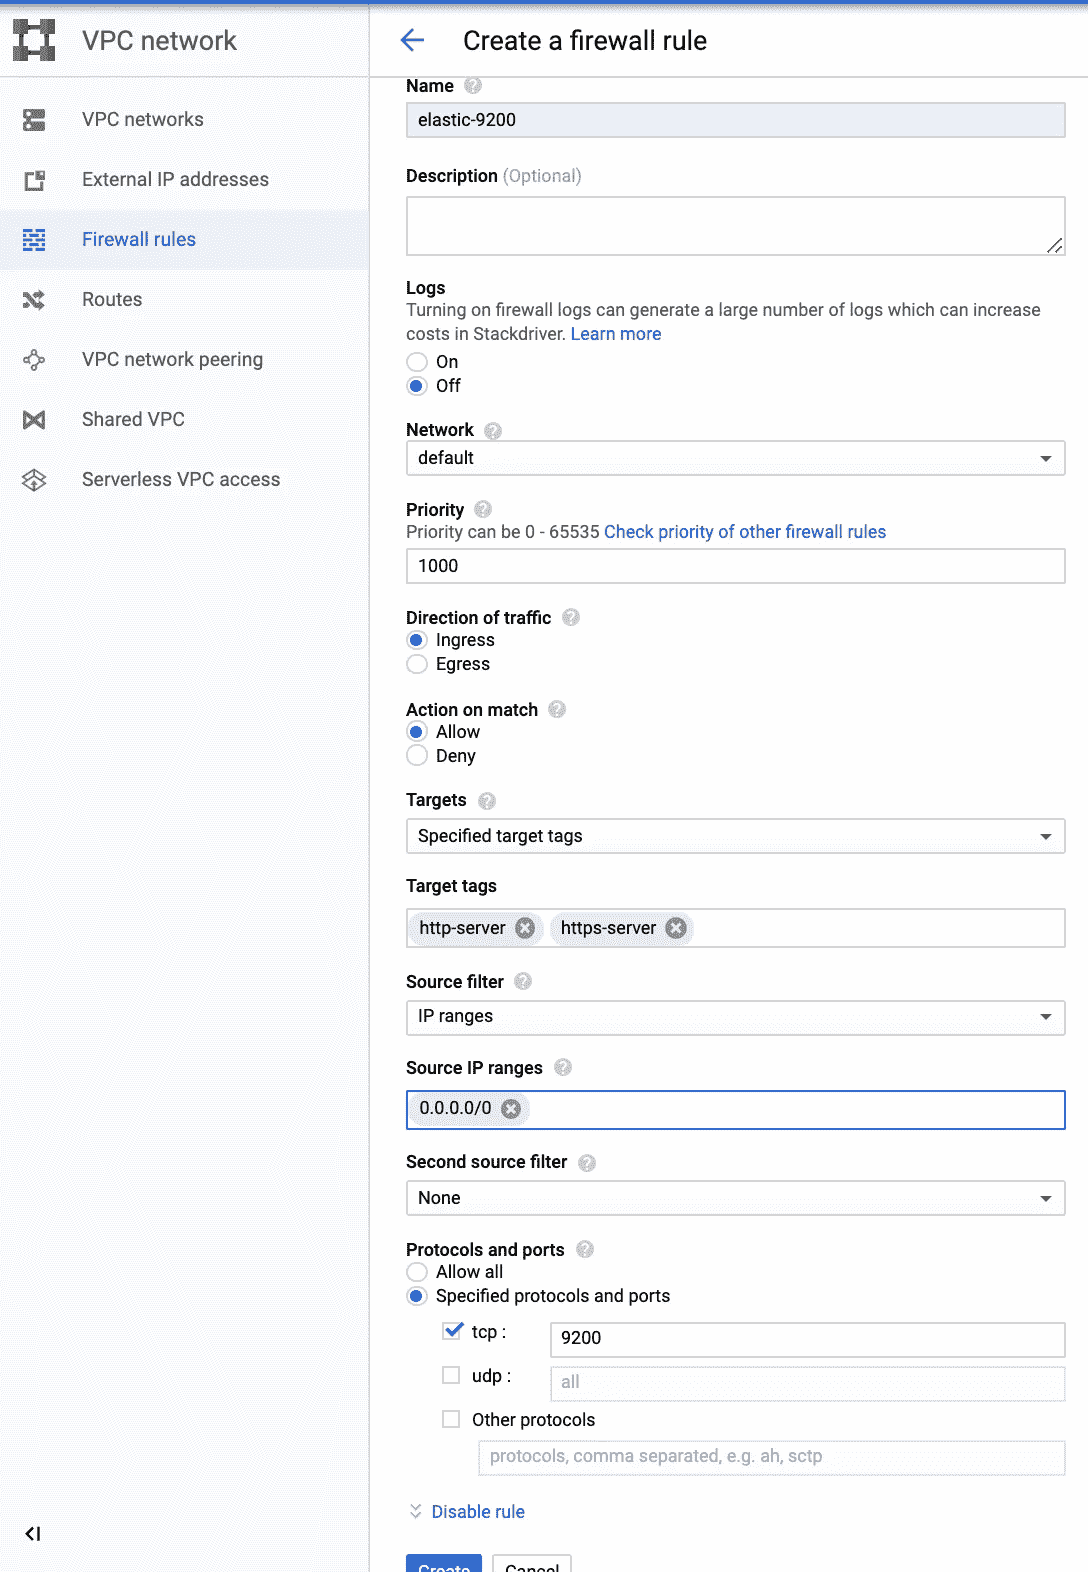 VPC network
Create a firewall rule
VPC networks
External IP addresses
Firewall rules
Routes
VPC network peering
Shared VPC
Serverless VPC access
Name
elastic-9200
Description (Optional)
Logs
Turning on firewall logs can generate a large number of logs which can increase
costs in Stackdriver. Learn more
On
Off
Network
default
Priority
Priority can be 0 - 65535 Check priority of other firewall rules
1000
Direction of traffic
Ingress
Egress
Action on match
Allow
Deny
Targets
Specified target tags
Target tags
http-server https-server
Source filter
IP ranges
Source IP ranges
0.0.0.0/0
Second source filter
None
Protocols and ports
Allow all
Specified protocols and ports
tcp : 9200
udp : all
Other protocols
protocols, comma separated, e.g. ah, sctp
Disable rule
Create Cancel